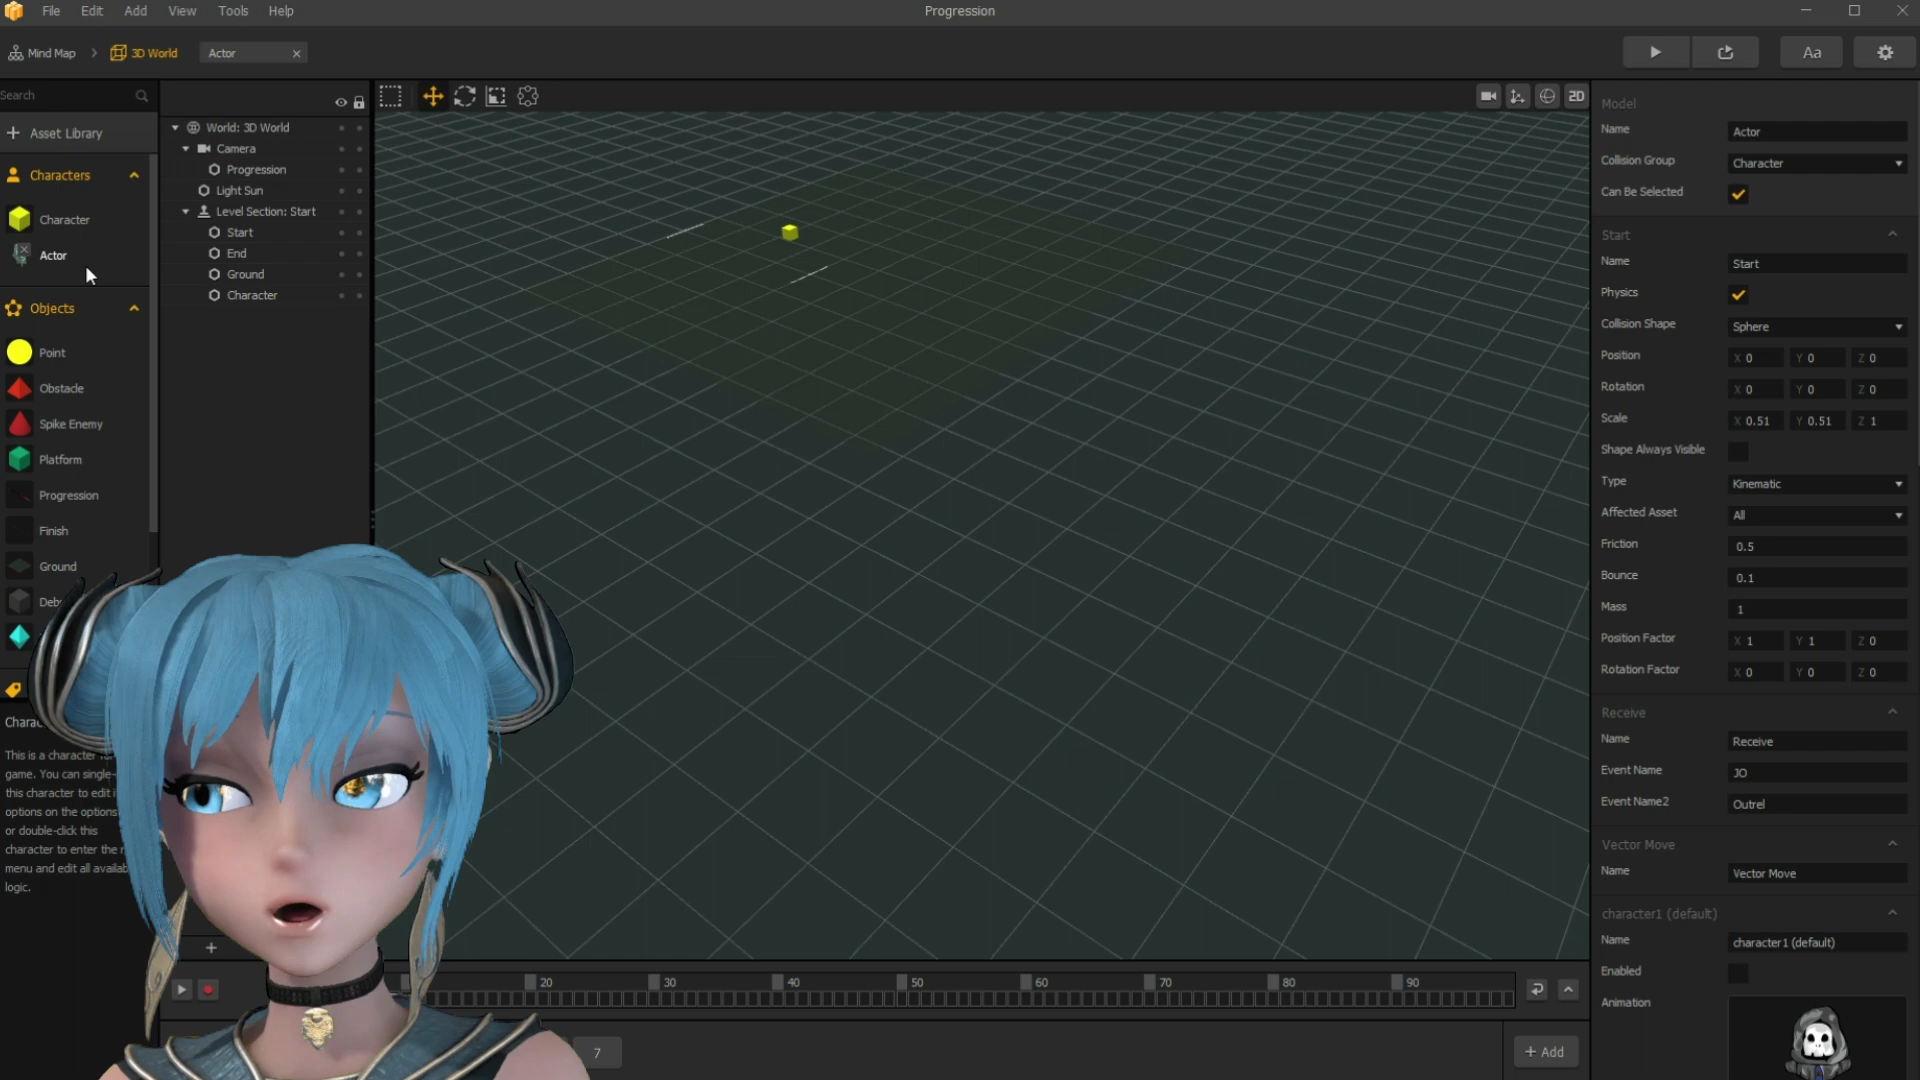 File Edit Add View Tools Help
Progression
Mind Map 3D World Actor
Aa
Search
Asset Library
Characters
Character
Actor
Objects
Point
Obstacle
Spike Enemy
Platform
Progression
Finish
Ground
World: 3D World
Camera
Progression
Light Sun
Level Section: Start
Start
End
Ground
Character
2D
This is a character
game. You can single-
this character to edit
options on the options
or double-click this
character to enter the
menu and edit all
logic.
20 30 40 50 60 70 80 90
7
+ Add
Model
Name Actor
Collision Group Character
Can Be Selected
Start
Name Start
Physics
Collision Shape Sphere
Position X 0 Y 0 Z 0
Rotation X 0 Y 0 Z 0
Scale X 0.51 Y 0.51 Z 1
Shape Always Visible
Type Kinematic
Affected Asset All
Friction 0.5
Bounce 0.1
Mass 1
Position Factor X 1 Y 1 Z 0
Rotation Factor X 0 Y 0 Z 0
Receive
Name Receive
Event Name JO
Event Name2 Outrel
Vector Move
Name Vector Move
character1 (default)
Name character1 (default)
Enabled
Animation